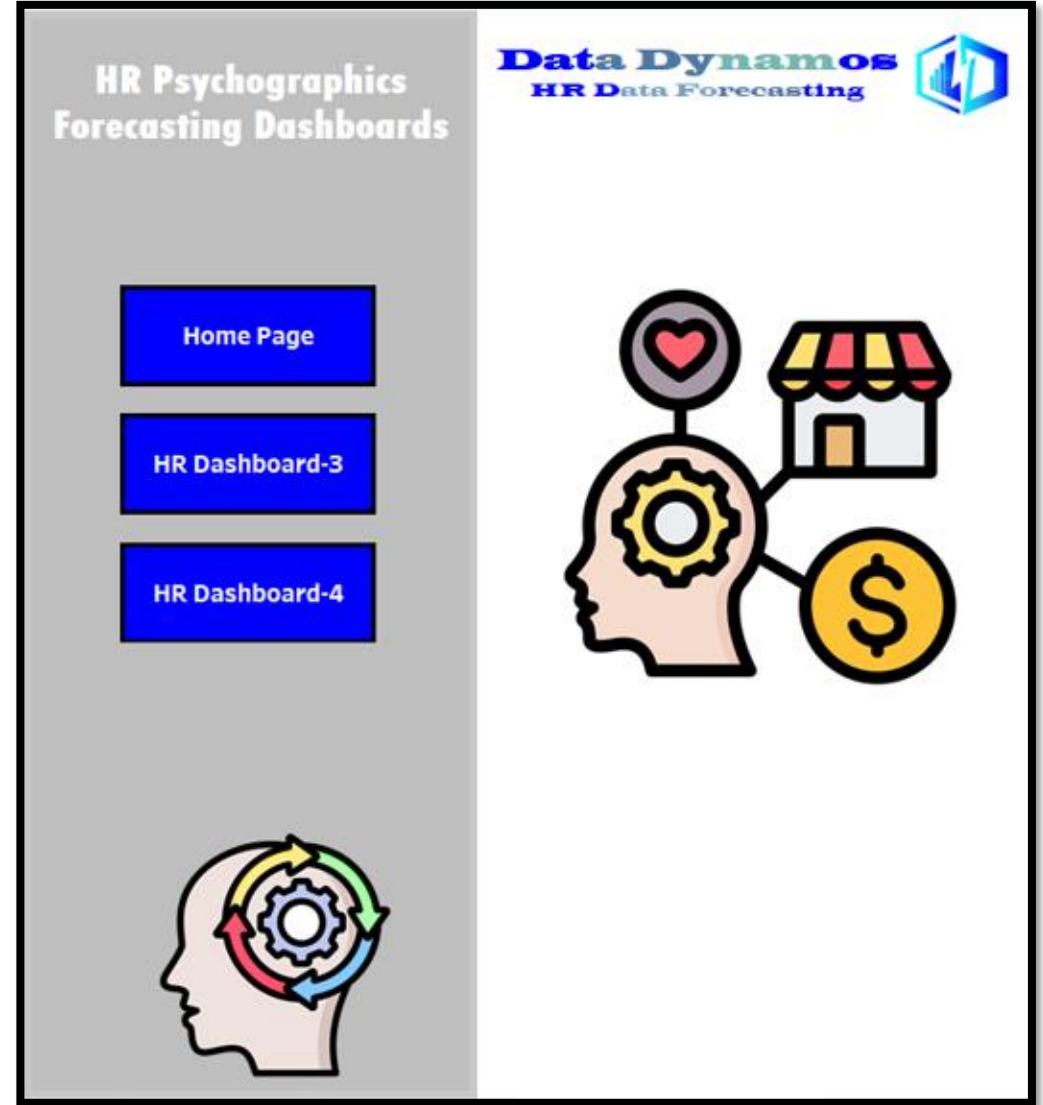 HR Psychographics
Forecasting Dashboards
Data Dynamos
HR Data Forecasting
Home Page
HR Dashboard-3
HR Dashboard-4
$